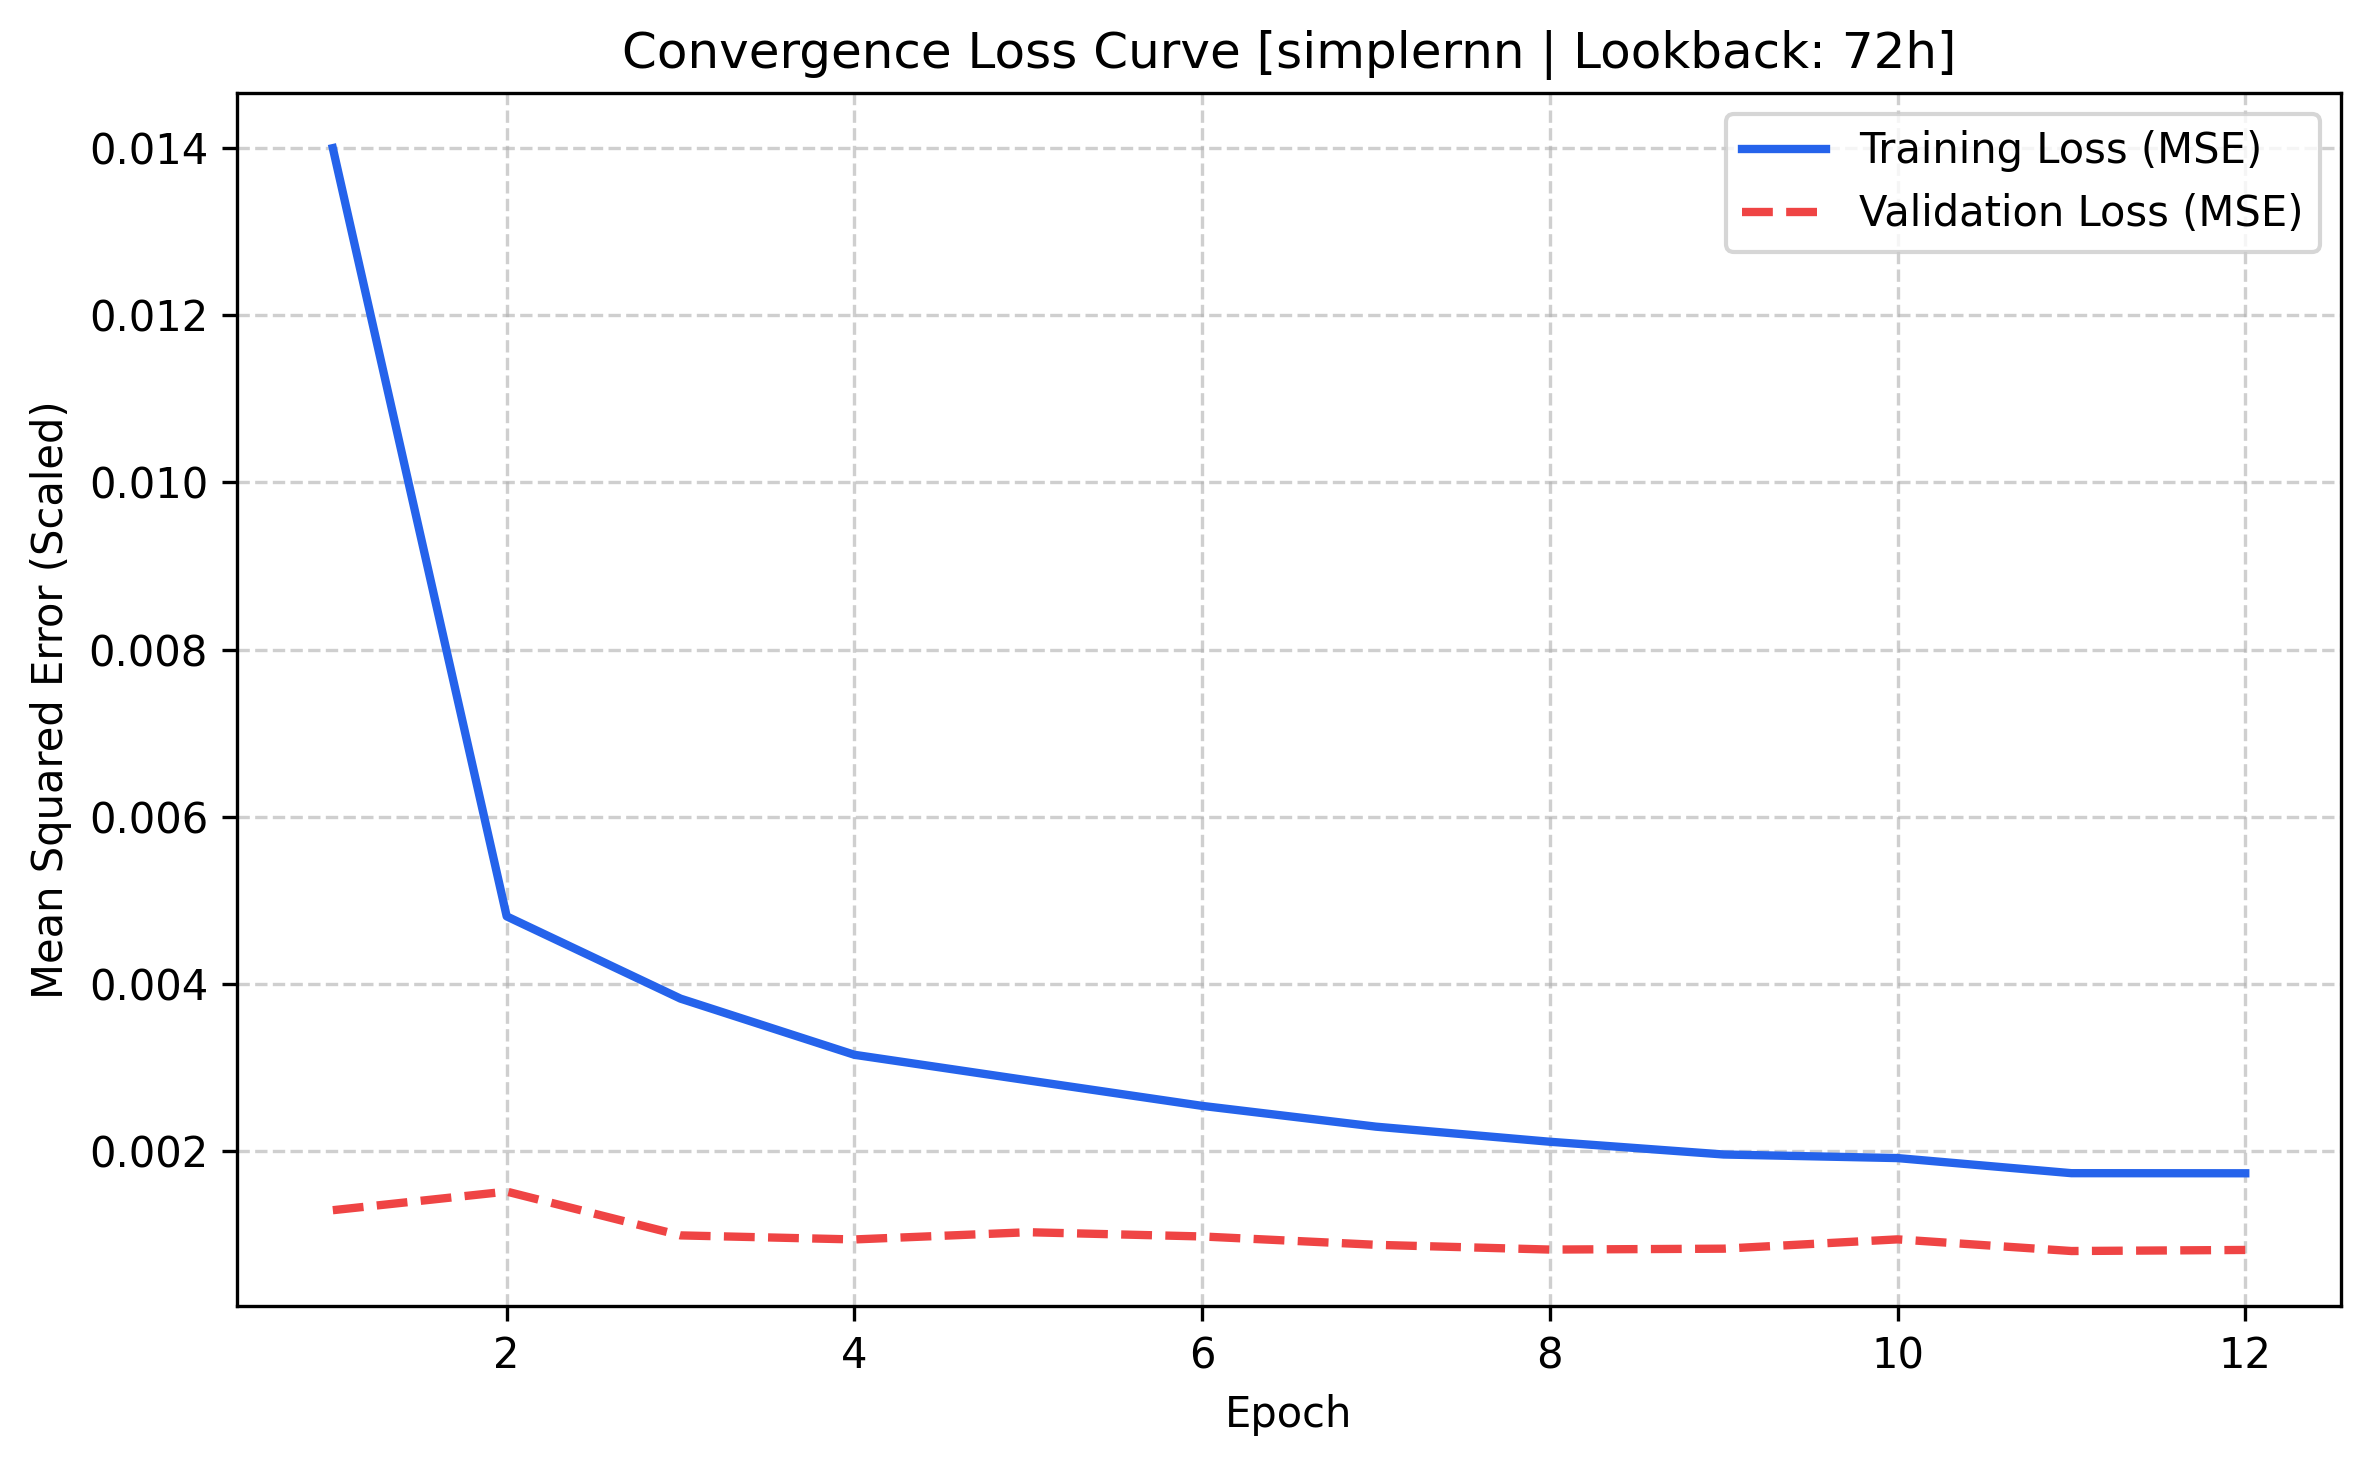 Convergence Loss Curve [simplernn | Lookback: 72h]
Training Loss (MSE)
Validation Loss (MSE)
Mean Squared Error (Scaled)
0.014
0.012
0.010
0.008
0.006
0.004
0.002
2 4 6 8 10 12
Epoch